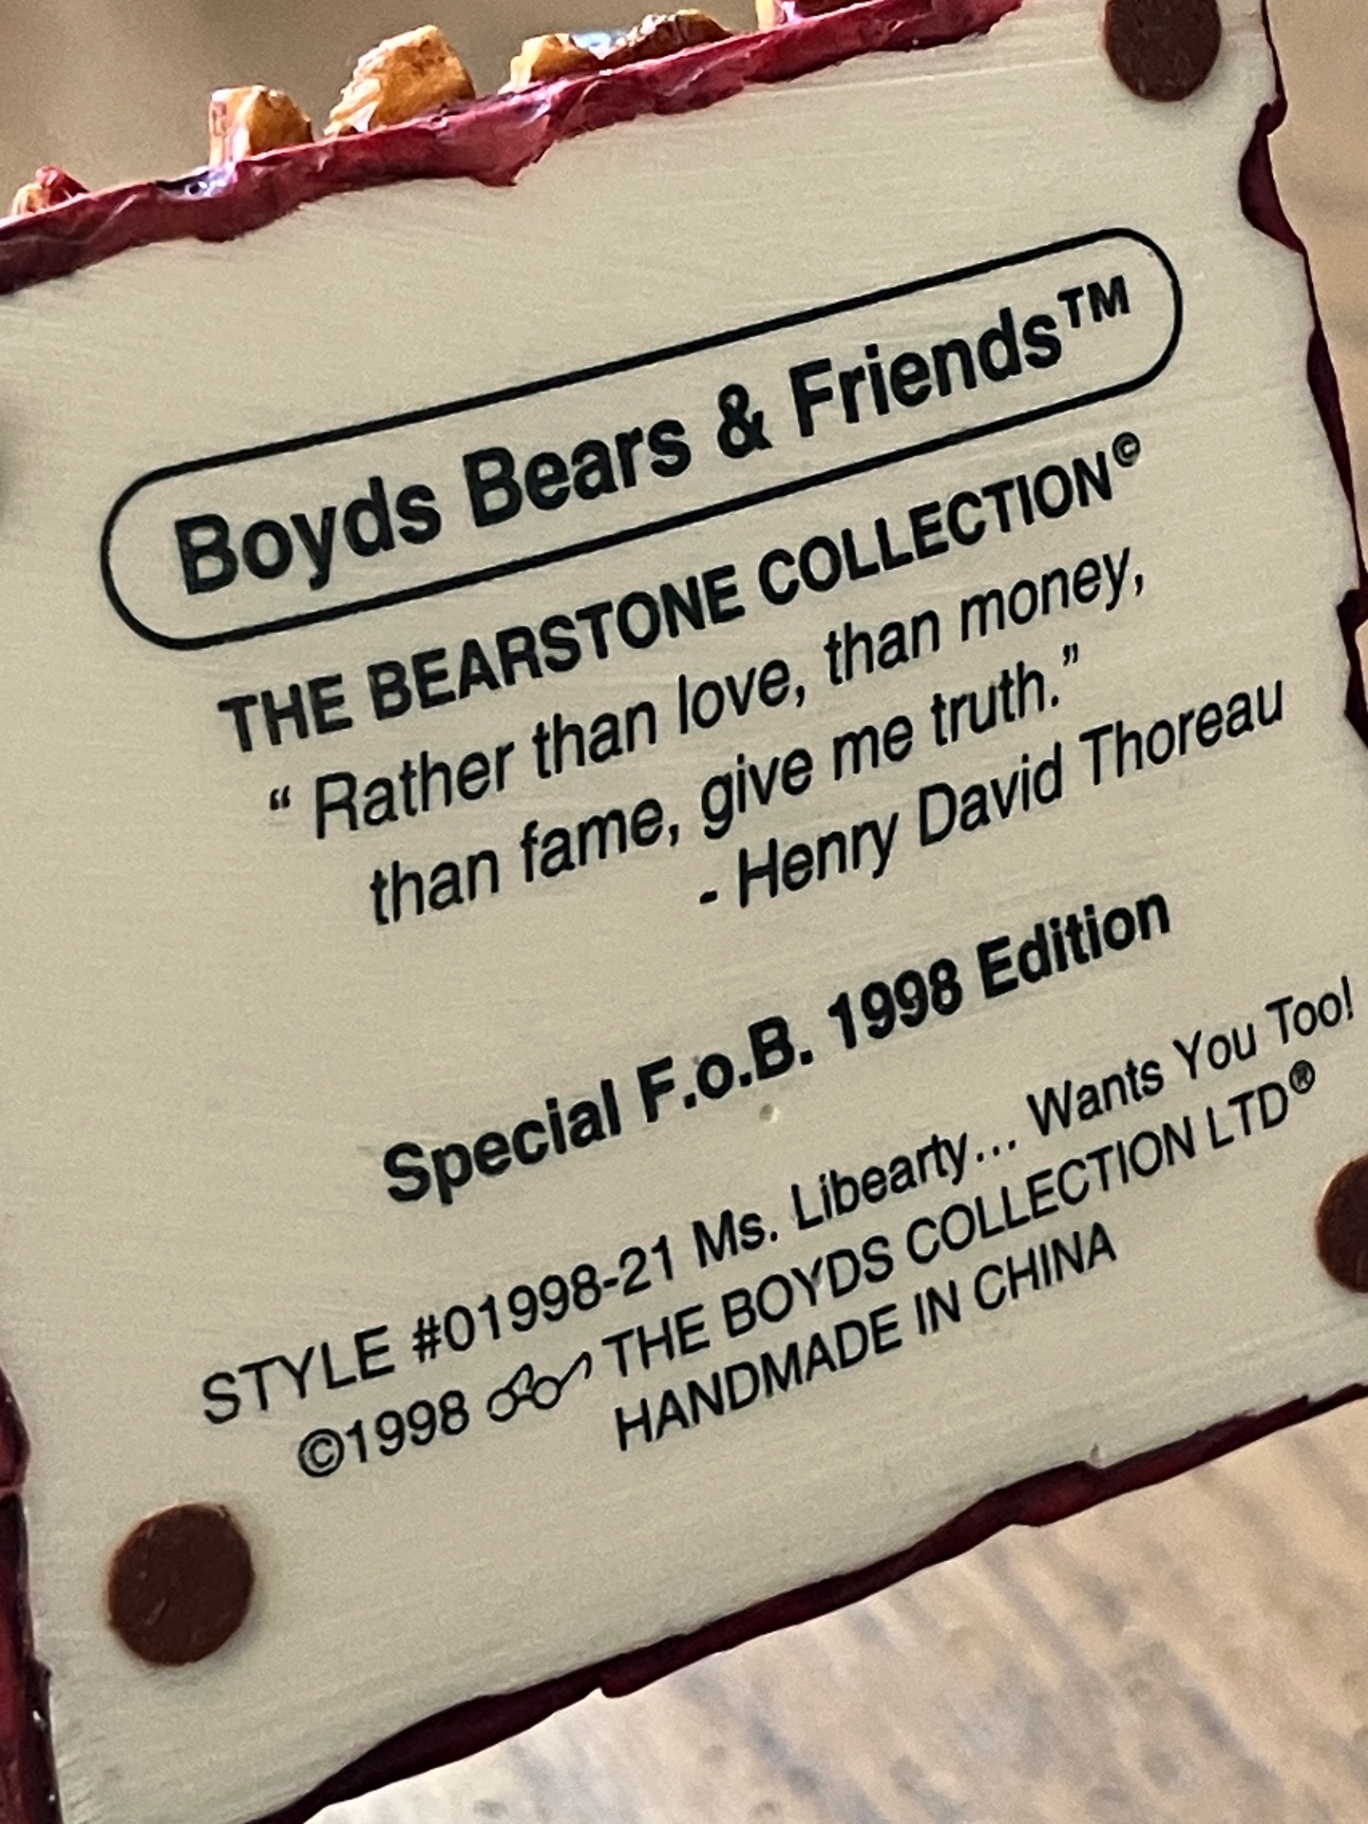 Boyds Bears & Friends™
THE BEARSTONE COLLECTION©
“ Rather than love, than money,
than fame, give me truth.”
- Henry David Thoreau
Special F.o.B. 1998 Edition
STYLE #01998-21 Ms. Libearty... Wants You Too!
©1998 THE BOYDS COLLECTION LTD®
HANDMADE IN CHINA